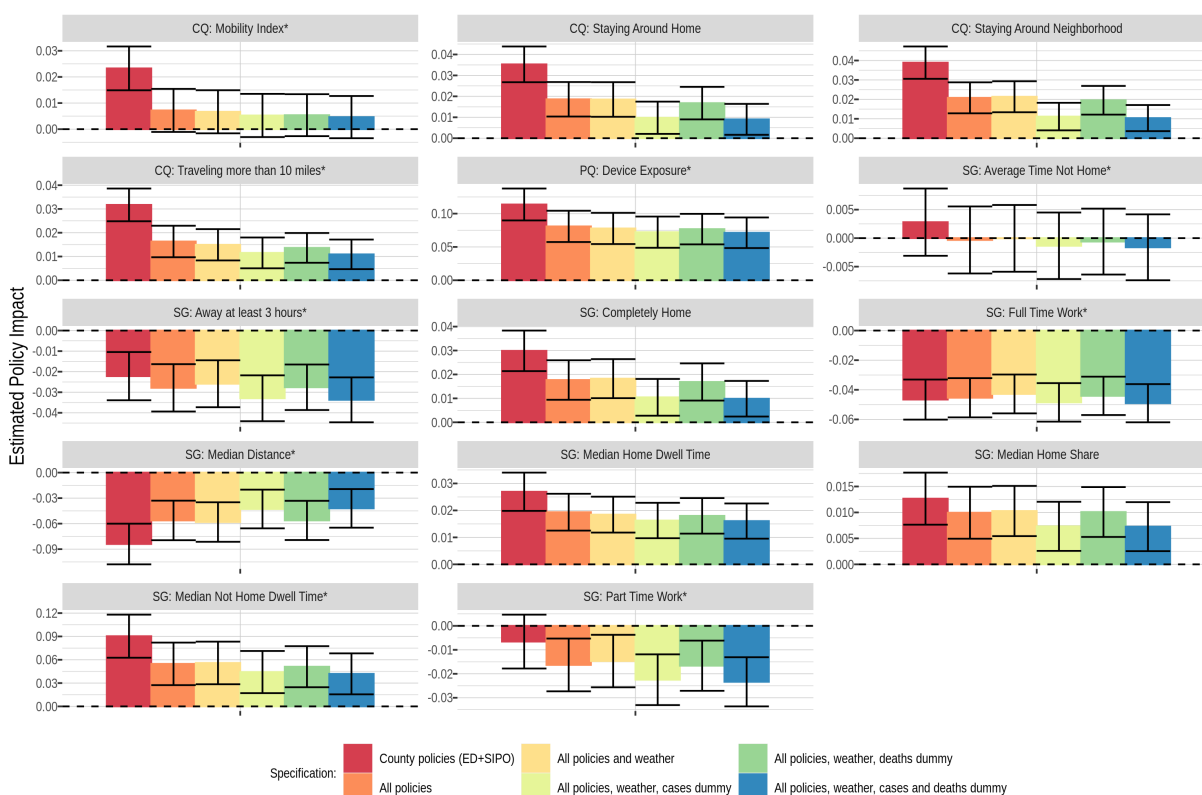 CQ: Mobility Index*
CQ: Staying Around Home
CQ: Staying Around Neighborhood
0.03
0.02
0.01
0.00
0.04
0.03
0.02
0.01
0.00
0.04
0.03
0.02
0.01
0.00
CQ: Traveling more than 10 miles*
PQ: Device Exposure*
SG: Average Time Not Home*
0.04
0.03
0.02
0.01
0.00
0.10
0.05
0.00
0.005
0.000
-0.005
SG: Away at least 3 hours*
SG: Completely Home
SG: Full Time Work*
0.00
-0.01
-0.02
-0.03
-0.04
0.04
0.03
0.02
0.01
0.00
0.00
-0.02
-0.04
-0.06
SG: Median Distance*
SG: Median Home Dwell Time
SG: Median Home Share
0.00
-0.03
-0.06
-0.09
0.03
0.02
0.01
0.00
0.015
0.010
0.005
0.000
SG: Median Not Home Dwell Time*
SG: Part Time Work*
0.12
0.09
0.06
0.03
0.00
0.00
-0.01
-0.02
-0.03
Estimated Policy Impact
Specification:
County policies (ED+SIPO)
All policies
All policies and weather
All policies, weather, cases dummy
All policies, weather, deaths dummy
All policies, weather, cases and deaths dummy